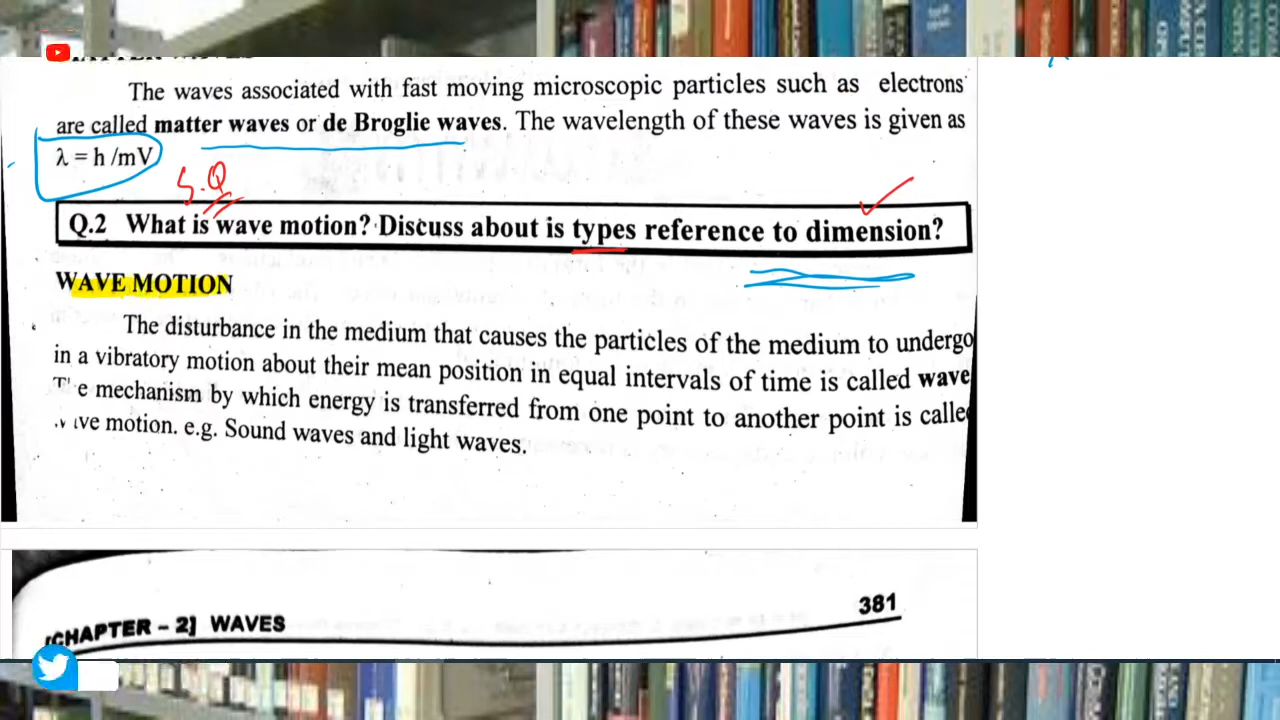 The waves associated with fast moving microscopic particles such as electrons
are called matter waves or de Broglie waves. The wavelength of these waves is given as
λ = h /mV
S.Q
Q.2 What is wave motion? Discuss about is types reference to dimension?
WAVE MOTION
The disturbance in the medium that causes the particles of the medium to undergo
in a vibratory motion about their mean position in equal intervals of time is called wave
mechanism by which energy is transferred from one point to another point is called
motion. e.g. Sound waves and light waves.
381
[CHAPTER – 2] WAVES